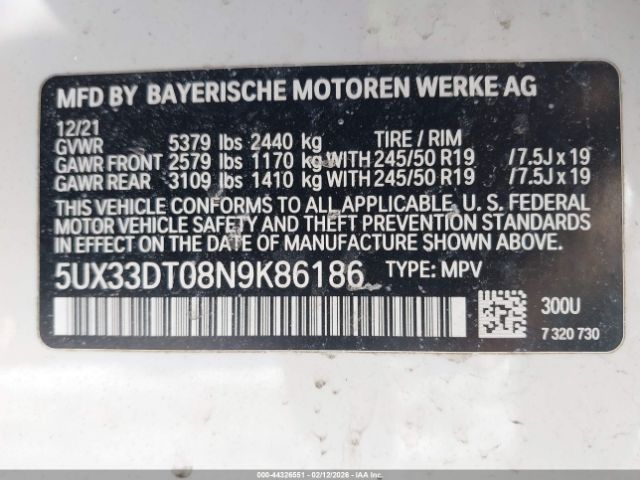 MFD BY BAYERISCHE MOTOREN WERKE AG
12/21
GVWR 5379 lbs 2440 kg TIRE / RIM
GAWR FRONT 2579 lbs 1170 kg WITH 245/50 R19 /7.5J x 19
GAWR REAR 3109 lbs 1410 kg WITH 245/50 R19 /7.5J x 19
THIS VEHICLE CONFORMS TO ALL APPLICABLE U. S. FEDERAL
MOTOR VEHICLE SAFETY AND THEFT PREVENTION STANDARDS
IN EFFECT ON THE DATE OF MANUFACTURE SHOWN ABOVE.
5UX33DT08N9K86186 TYPE: MPV
300U
7 320 730
000-44326551 - 02/12/2026 - IAAI.COM